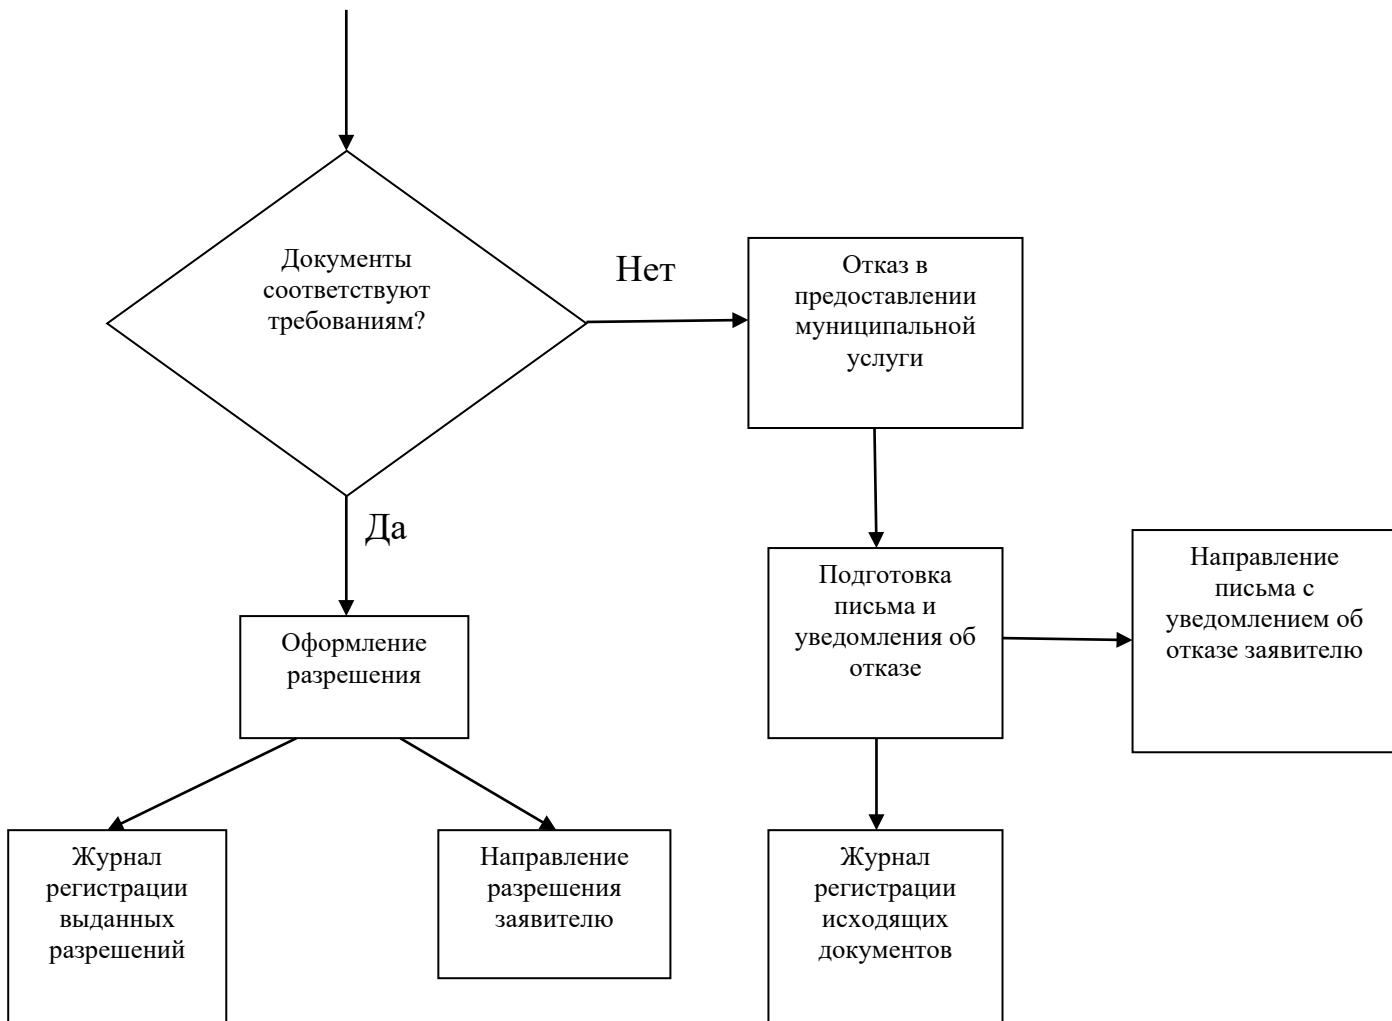 Документы
соответствуют
требованиям?
Нет
Отказ в
предоставлении
муниципальной
услуги
Да
Оформление
разрешения
Подготовка
письма и
уведомления об
отказе
Направление
письма с
уведомлением об
отказе заявителю
Журнал
регистрации
выданных
разрешений
Направление
разрешения
заявителю
Журнал
регистрации
исходящих
документов